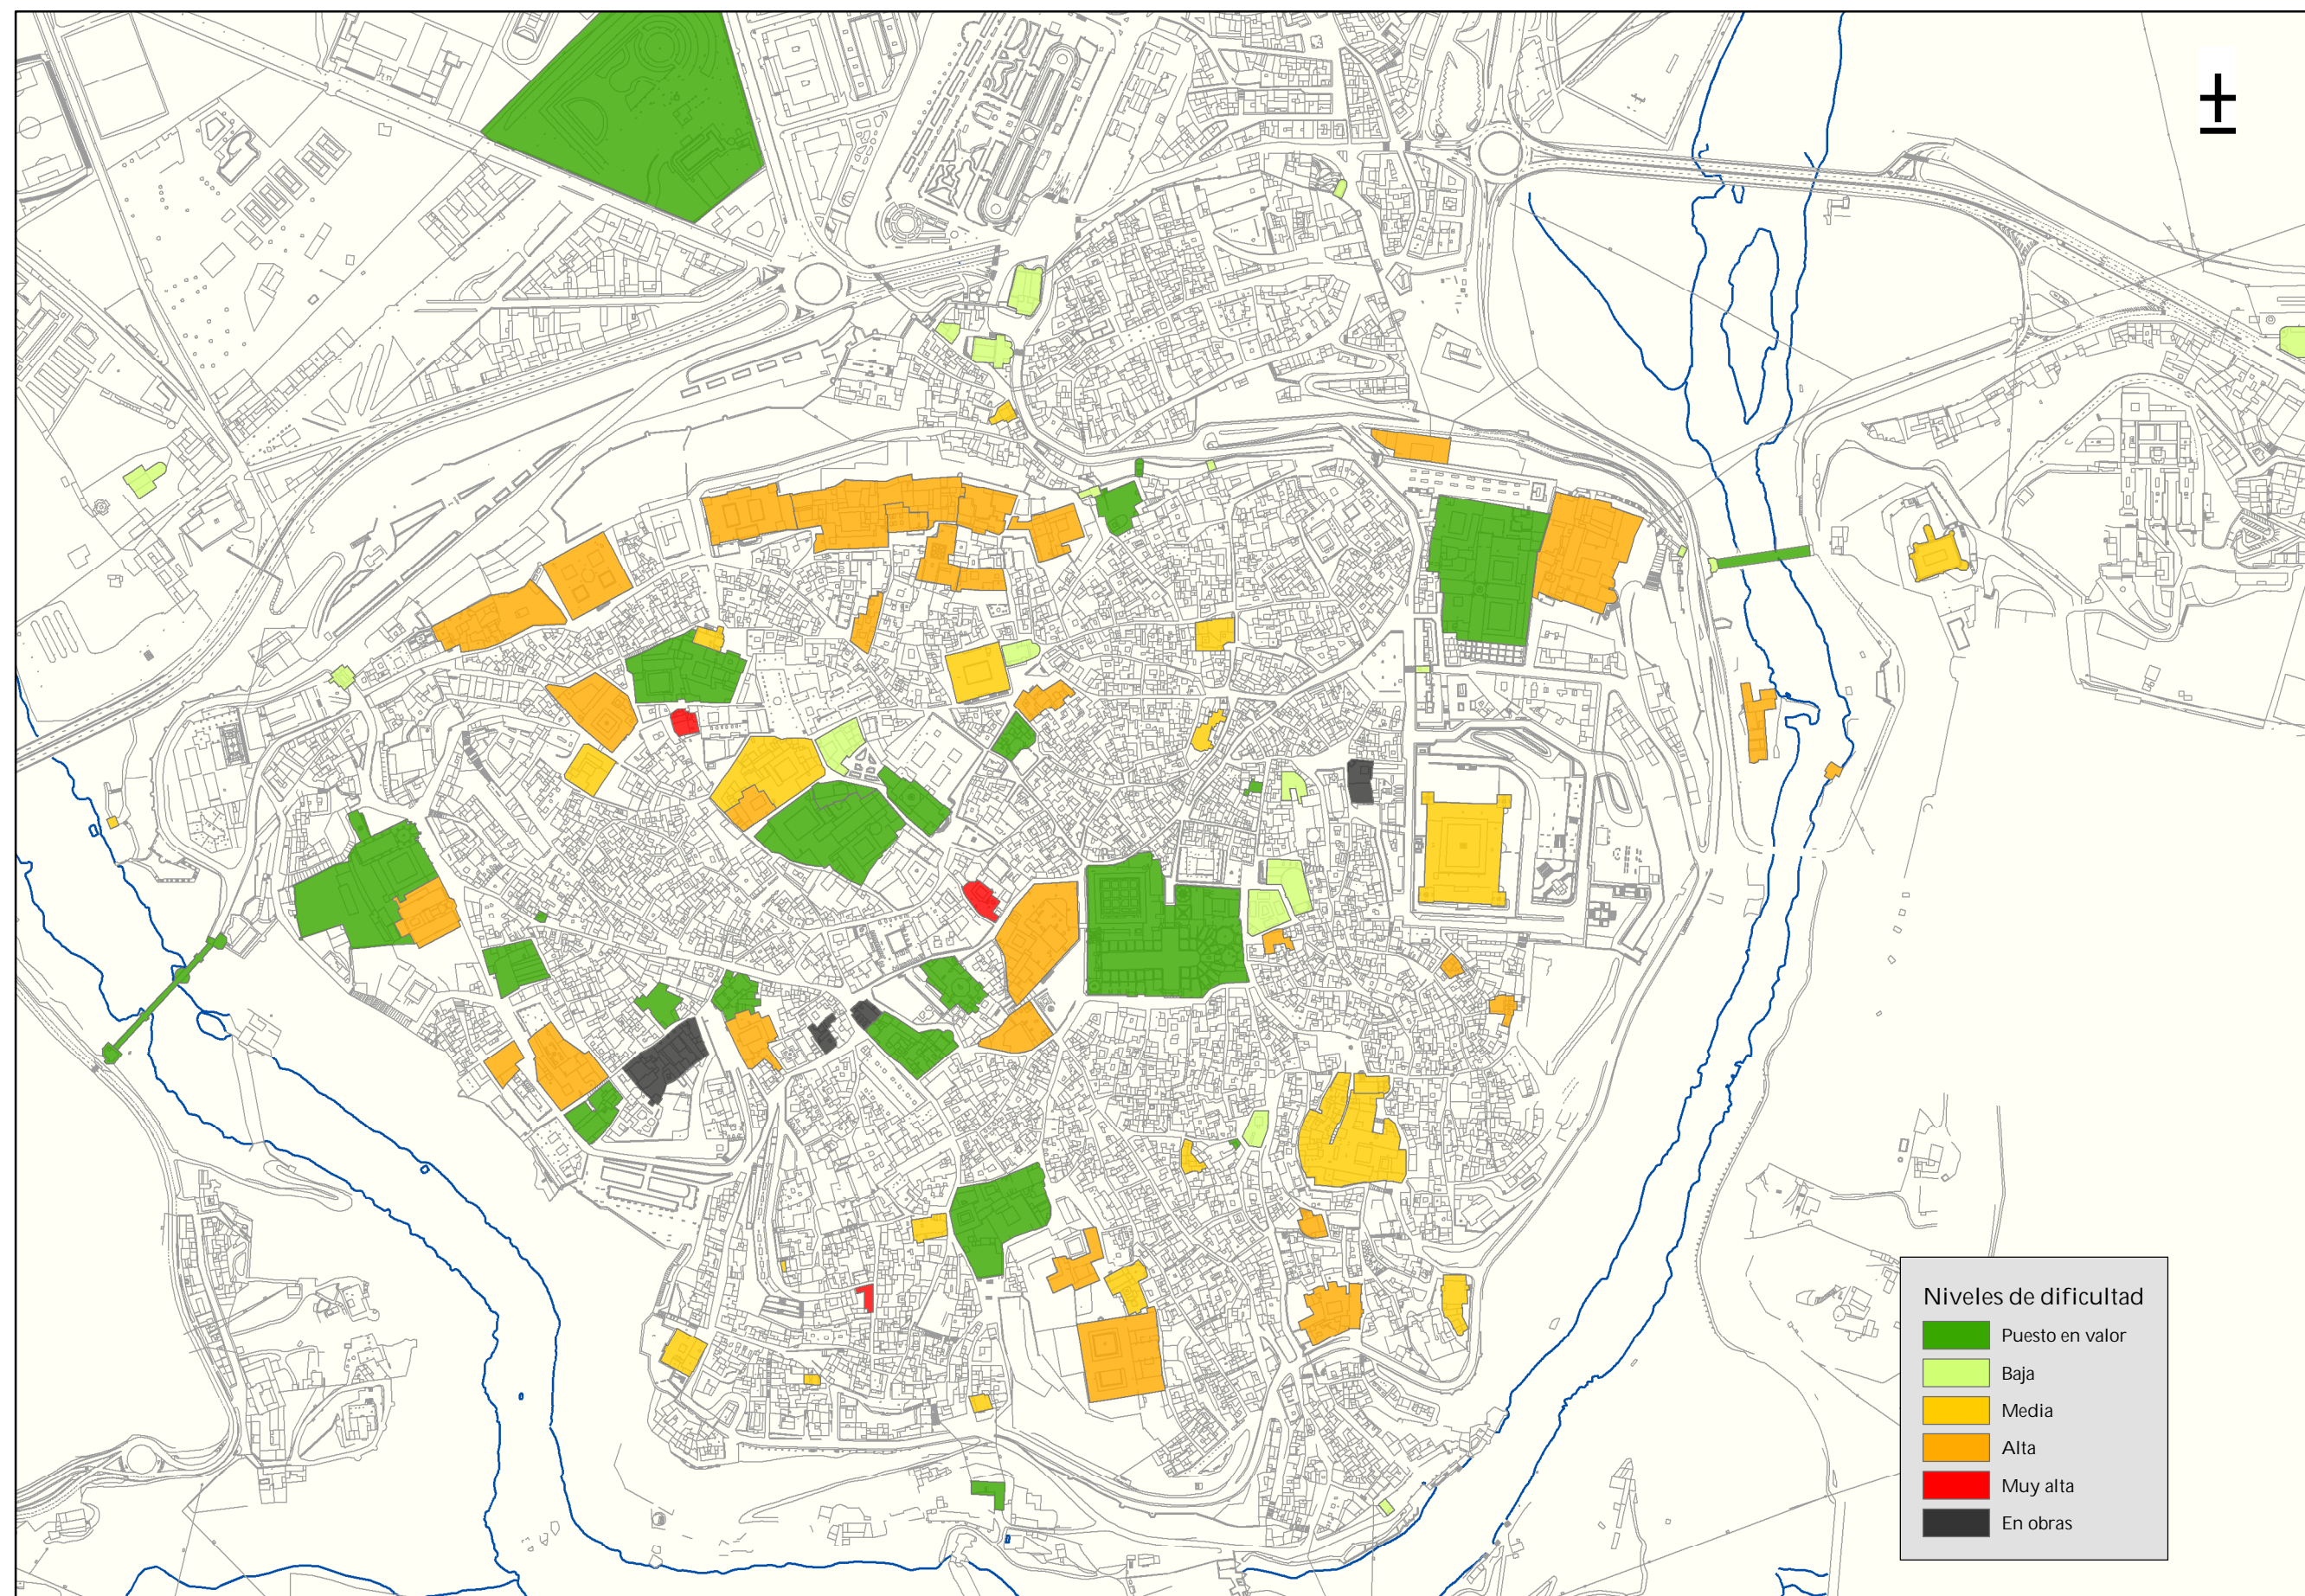 Niveles de dificultad
Puesto en valor
Baja
Media
Alta
Muy alta
En obras